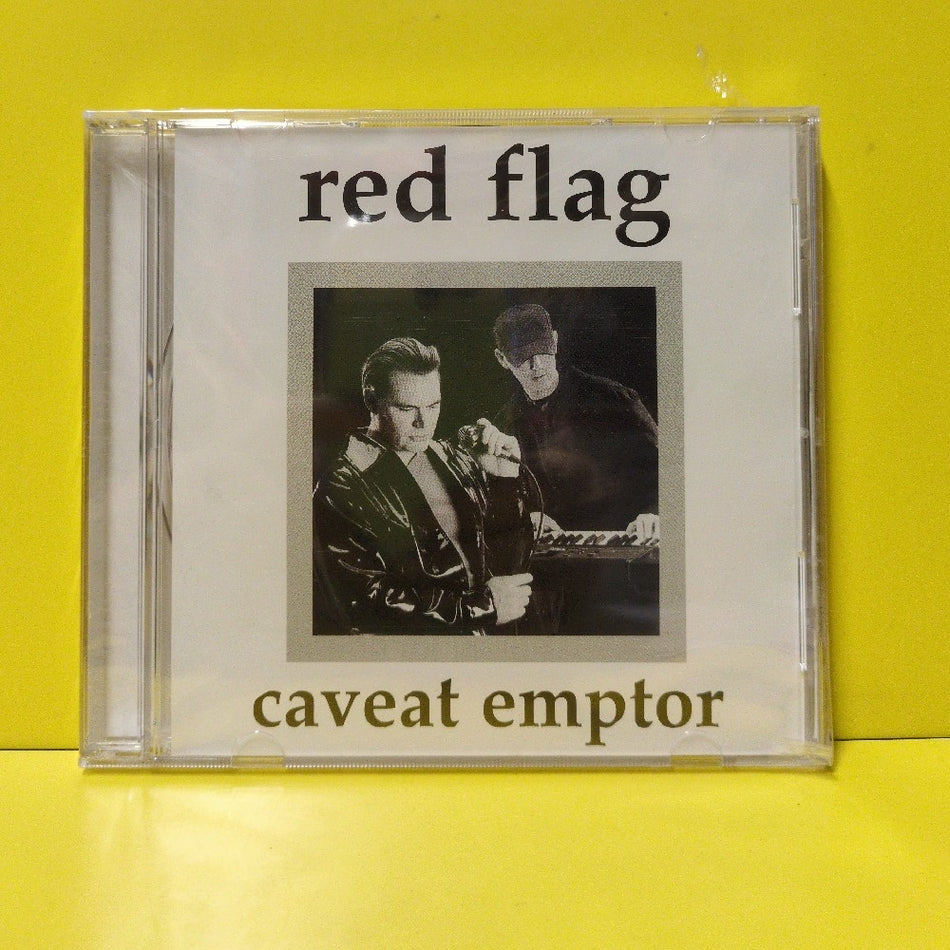 red flag
caveat emptor